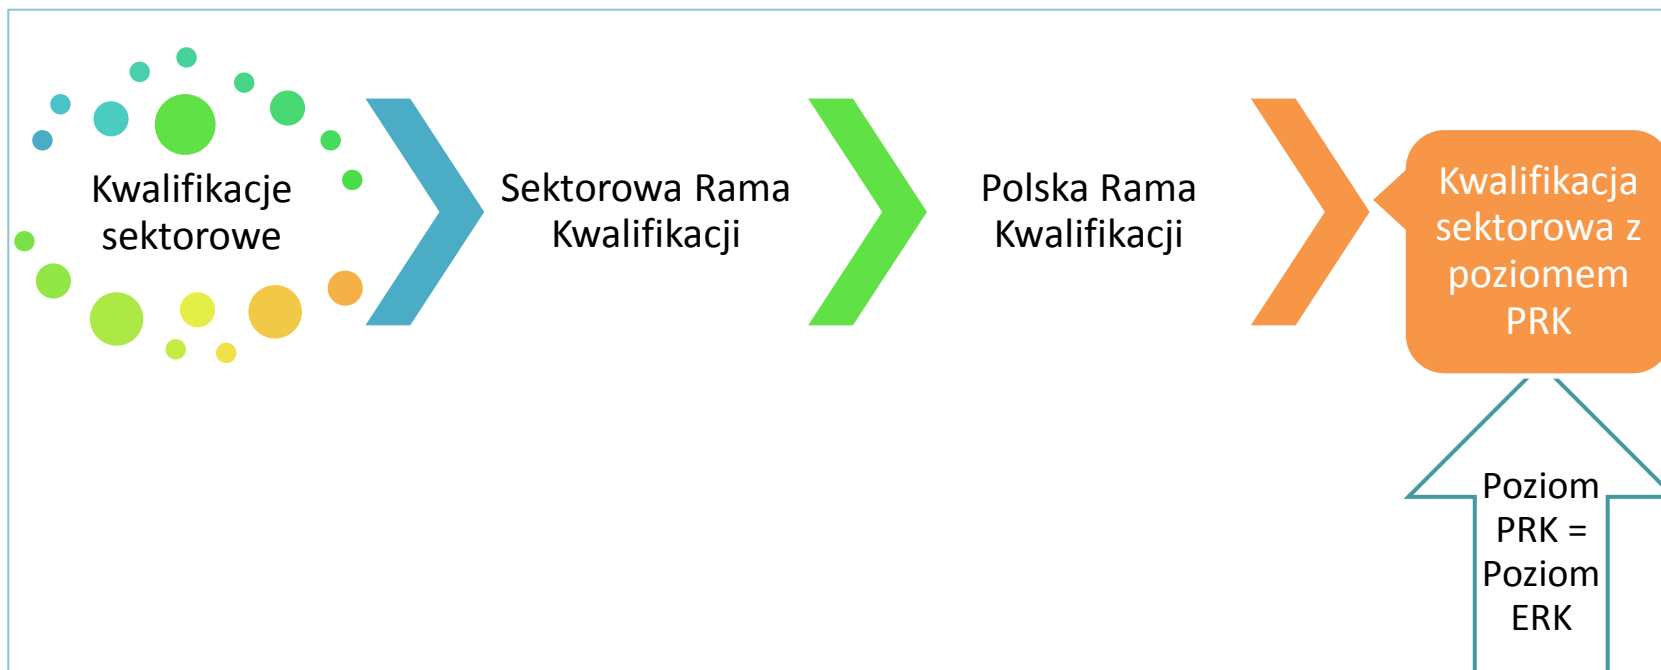 Kwalifikacje
sektorowe
Sektorowa Rama
Kwalifikacji
Polska Rama
Kwalifikacji
Kwalifikacja
sektorowa z
poziomem
PRK
Poziom
PRK =
Poziom
ERK